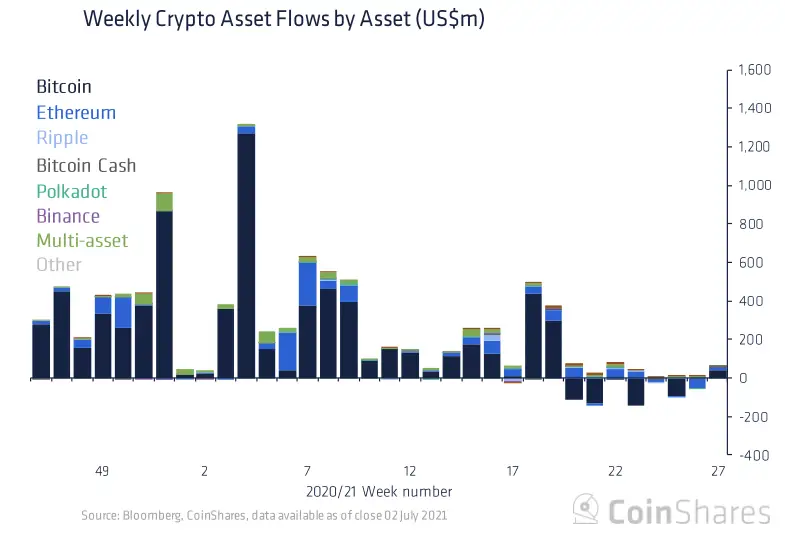 Weekly Crypto Asset Flows by Asset (US$m)
Bitcoin
Ethereum
Ripple
Bitcoin Cash
Polkadot
Binance
Multi-asset
Other
1,600
1,400
1,200
1,000
800
600
400
200
0
-200
-400
49 2 7 12 17 22 27
2020/21 Week number
Source: Bloomberg, CoinShares, data available as of close 02 July 2021
CoinShares